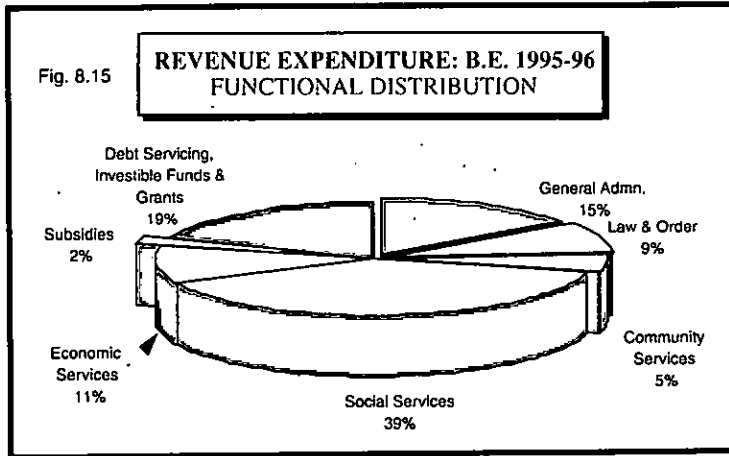 Fig. 8.15
REVENUE EXPENDITURE: B.E. 1995-96
FUNCTIONAL DISTRIBUTION
Debt Servicing,
Investible Funds &
Grants
19%
General Admn.
15%
Law & Order
9%
Subsidies
2%
Community
Services
5%
Economic
Services
11%
Social Services
39%